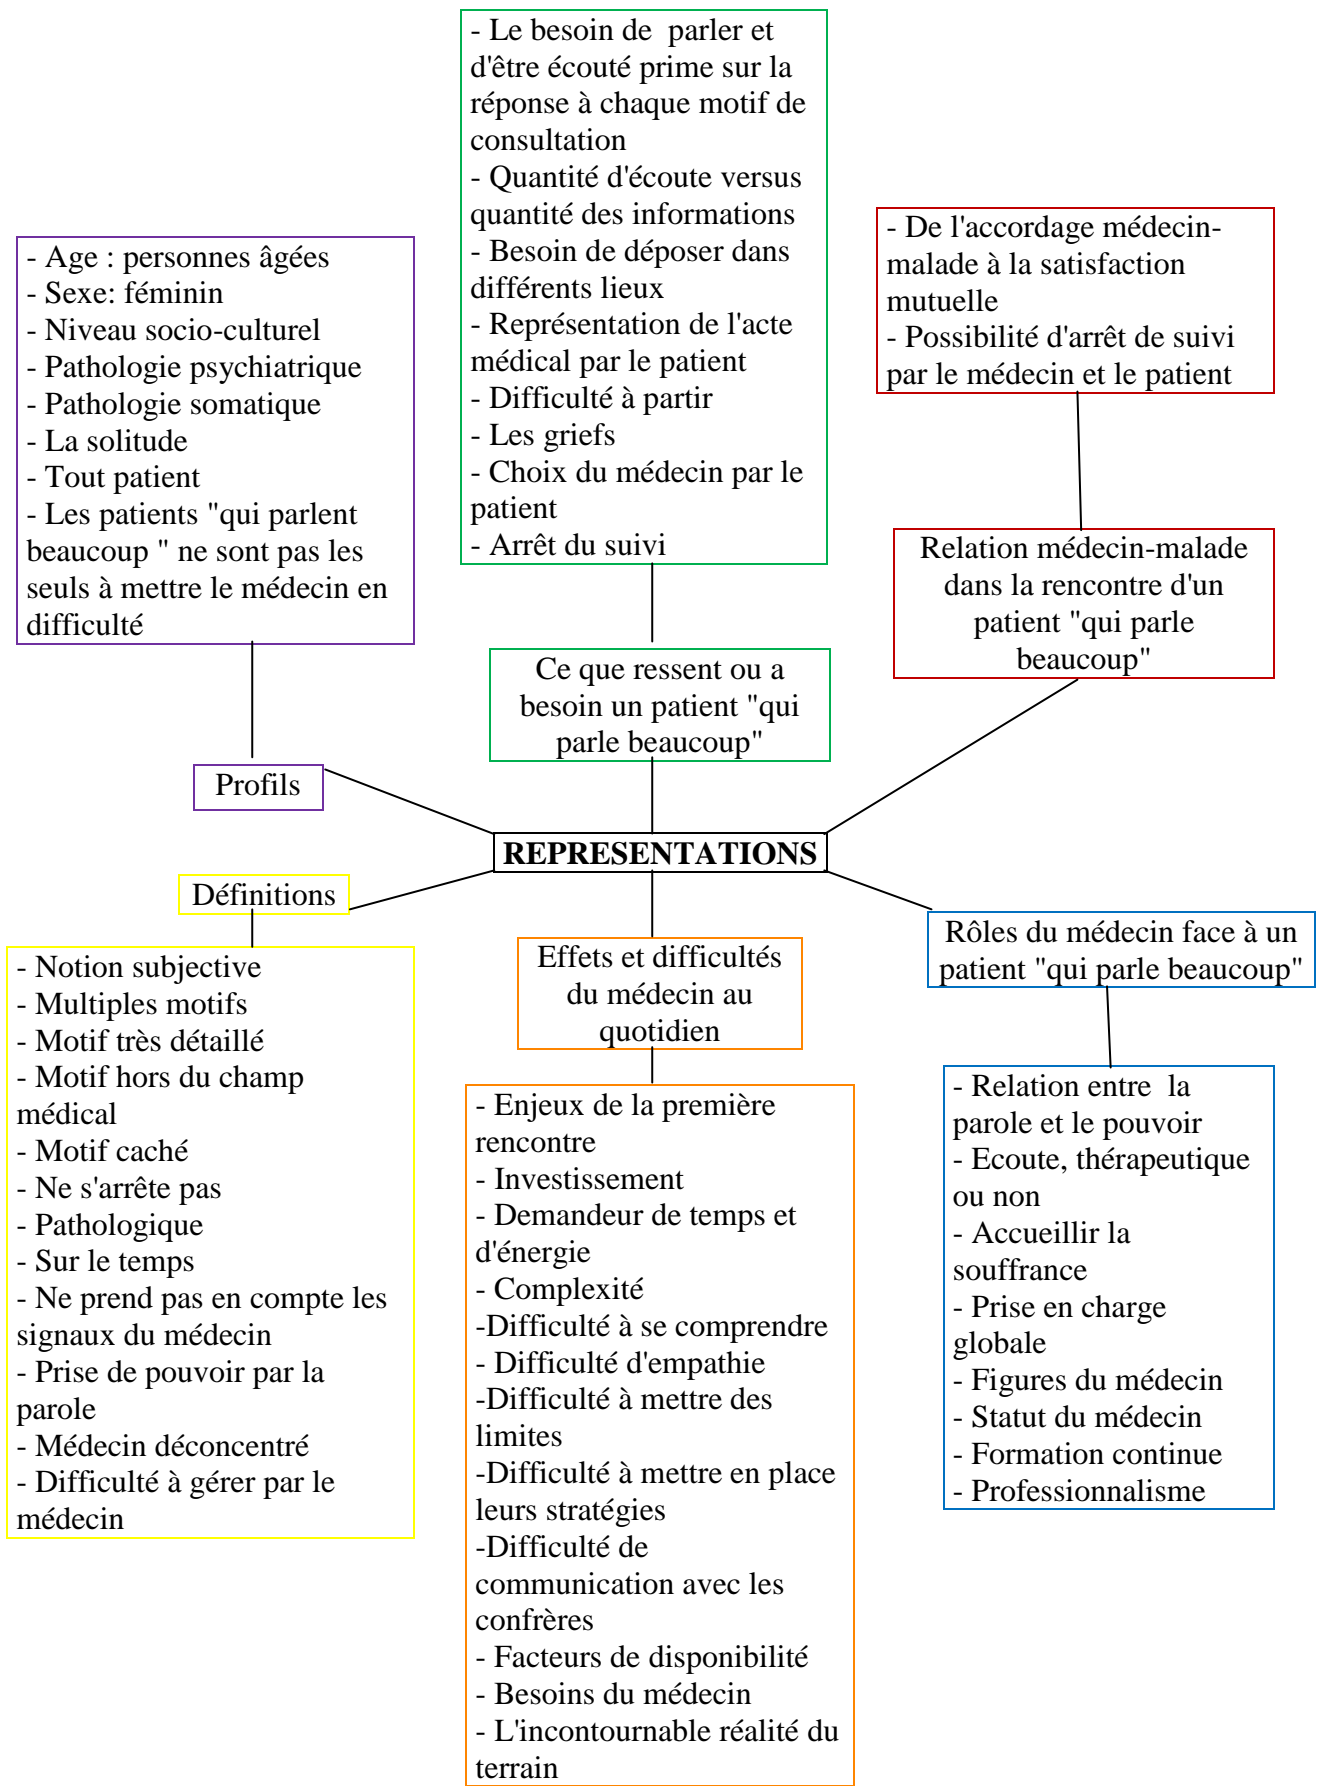 - Le besoin de  parler et
d'être écouté prime sur la
réponse à chaque motif de
consultation
- Quantité d'écoute versus
quantité des informations
- Besoin de déposer dans
différents lieux
- Représentation de l'acte
médical par le patient
- Difficulté à partir
- Les griefs
- Choix du médecin par le
patient
- Arrêt du suivi
- De l'accordage médecin-
malade à la satisfaction
mutuelle
- Possibilité d'arrêt de suivi
par le médecin et le patient
- Age : personnes âgées
- Sexe: féminin
- Niveau socio-culturel
- Pathologie psychiatrique
- Pathologie somatique
- La solitude
- Tout patient
- Les patients "qui parlent
beaucoup " ne sont pas les
seuls à mettre le médecin en
difficulté
Relation médecin-malade
dans la rencontre d'un
patient "qui parle
beaucoup"
Ce que ressent ou a
besoin un patient "qui
parle beaucoup"
Profils
REPRESENTATIONS
Définitions
Effets et difficultés
du médecin au
quotidien
Rôles du médecin face à un
patient "qui parle beaucoup"
- Notion subjective
- Multiples motifs
- Motif très détaillé
- Motif hors du champ
médical
- Motif caché
- Ne s'arrête pas
- Pathologique
- Sur le temps
- Ne prend pas en compte les
signaux du médecin
- Prise de pouvoir par la
parole
- Médecin déconcentré
- Difficulté à gérer par le
médecin
- Enjeux de la première
rencontre
- Investissement
- Demandeur de temps et
d'énergie
- Complexité
-Difficulté à se comprendre
- Difficulté d'empathie
-Difficulté à mettre des
limites
-Difficulté à mettre en place
leurs stratégies
-Difficulté de
communication avec les
confrères
- Facteurs de disponibilité
- Besoins du médecin
- L'incontournable réalité du
terrain
- Relation entre  la
parole et le pouvoir
- Ecoute, thérapeutique
ou non
- Accueillir la
souffrance
- Prise en charge
globale
- Figures du médecin
- Statut du médecin
- Formation continue
- Professionnalisme